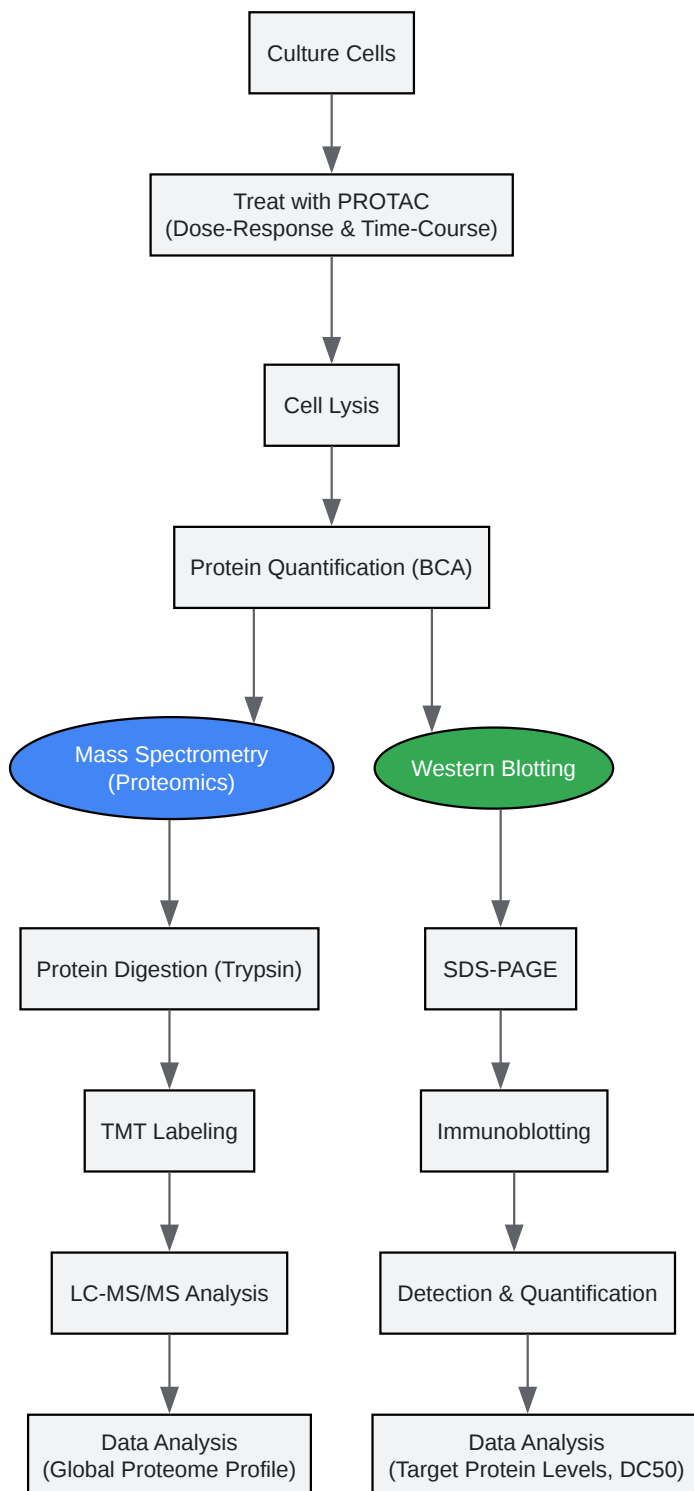 Culture Cells
Treat with PROTAC
(Dose-Response & Time-Course)
Cell Lysis
Protein Quantification (BCA)
Mass Spectrometry
(Proteomics)
Western Blotting
Protein Digestion (Trypsin)
SDS-PAGE
TMT Labeling
Immunoblotting
LC-MS/MS Analysis
Detection & Quantification
Data Analysis
(Global Proteome Profile)
Data Analysis
(Target Protein Levels, DC50)